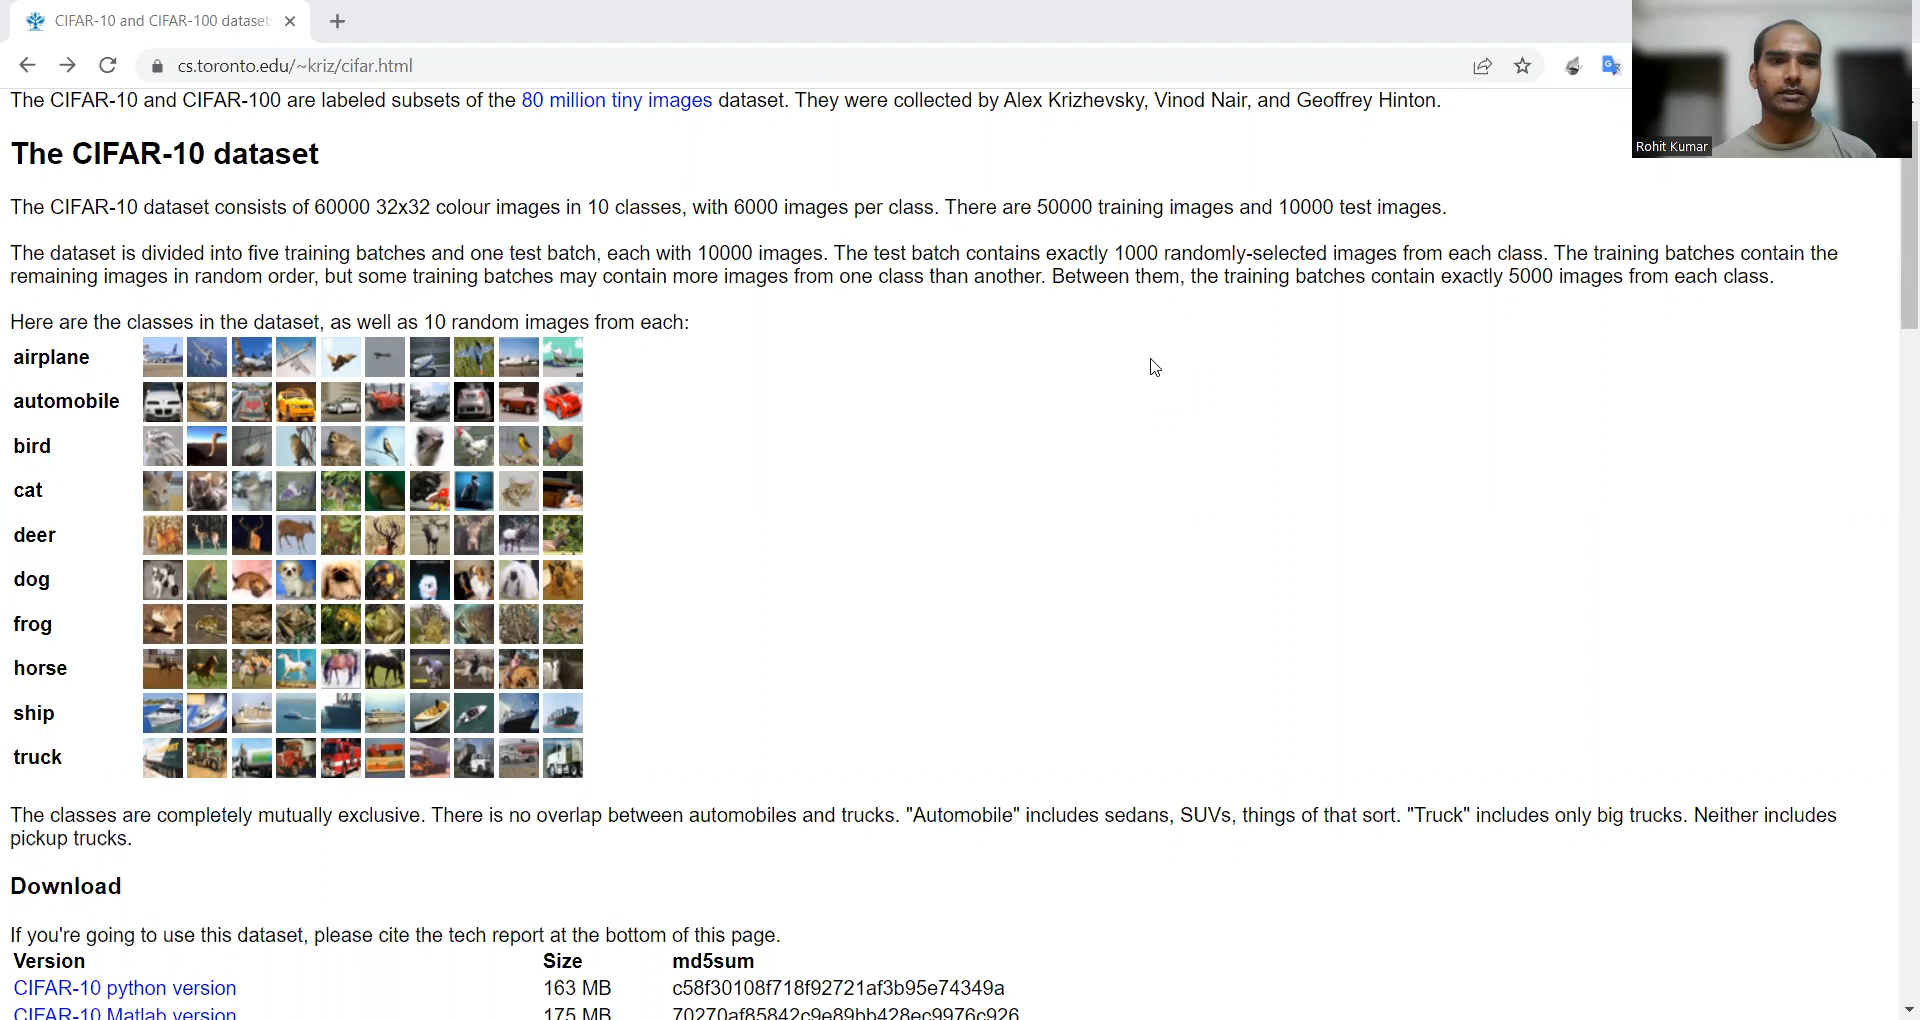 CIFAR-10 and CIFAR-100 dataset
cs.toronto.edu/~kriz/cifar.html
Rohit Kumar
The CIFAR-10 and CIFAR-100 are labeled subsets of the 80 million tiny images dataset. They were collected by Alex Krizhevsky, Vinod Nair, and Geoffrey Hinton.
The CIFAR-10 dataset
The CIFAR-10 dataset consists of 60000 32x32 colour images in 10 classes, with 6000 images per class. There are 50000 training images and 10000 test images.
The dataset is divided into five training batches and one test batch, each with 10000 images. The test batch contains exactly 1000 randomly-selected images from each class. The training batches contain the
remaining images in random order, but some training batches may contain more images from one class than another. Between them, the training batches contain exactly 5000 images from each class.
Here are the classes in the dataset, as well as 10 random images from each:
airplane
automobile
bird
cat
deer
dog
frog
horse
ship
truck
The classes are completely mutually exclusive. There is no overlap between automobiles and trucks. "Automobile" includes sedans, SUVs, things of that sort. "Truck" includes only big trucks. Neither includes
pickup trucks.
Download
If you're going to use this dataset, please cite the tech report at the bottom of this page.
Version Size md5sum
CIFAR-10 python version 163 MB c58f30108f718f92721af3b95e74349a
CIFAR-10 Matlab version 175 MB 70270af85842c9e89bb428ec9976c926